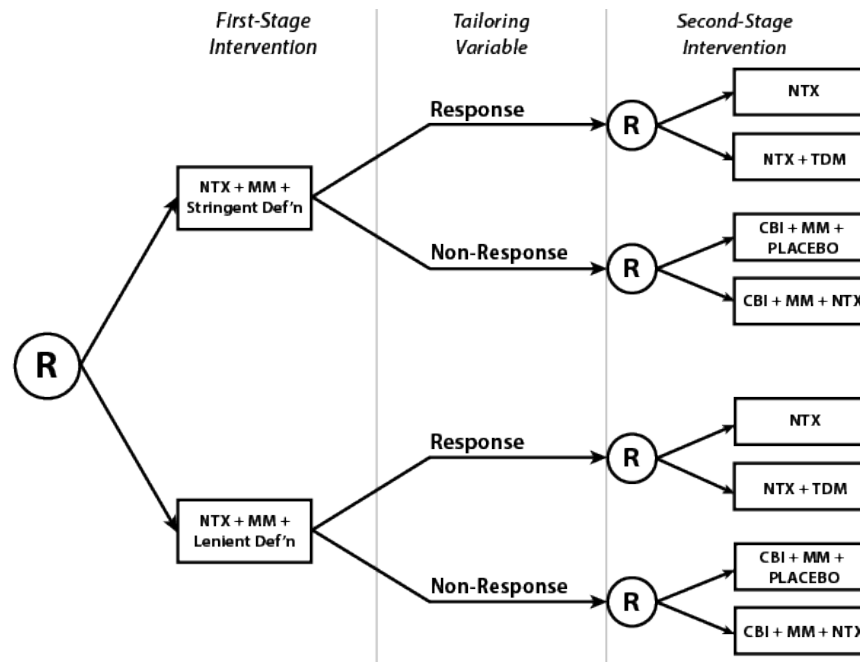 First-Stage
Intervention
Tailoring
Variable
Second-Stage
Intervention
R
NTX + MM +
Stringent Def'n
Response
R
NTX
NTX + TDM
Non-Response
R
CBI + MM +
PLACEBO
CBI + MM + NTX
NTX + MM +
Lenient Def'n
Response
R
NTX
NTX + TDM
Non-Response
R
CBI + MM +
PLACEBO
CBI + MM + NTX